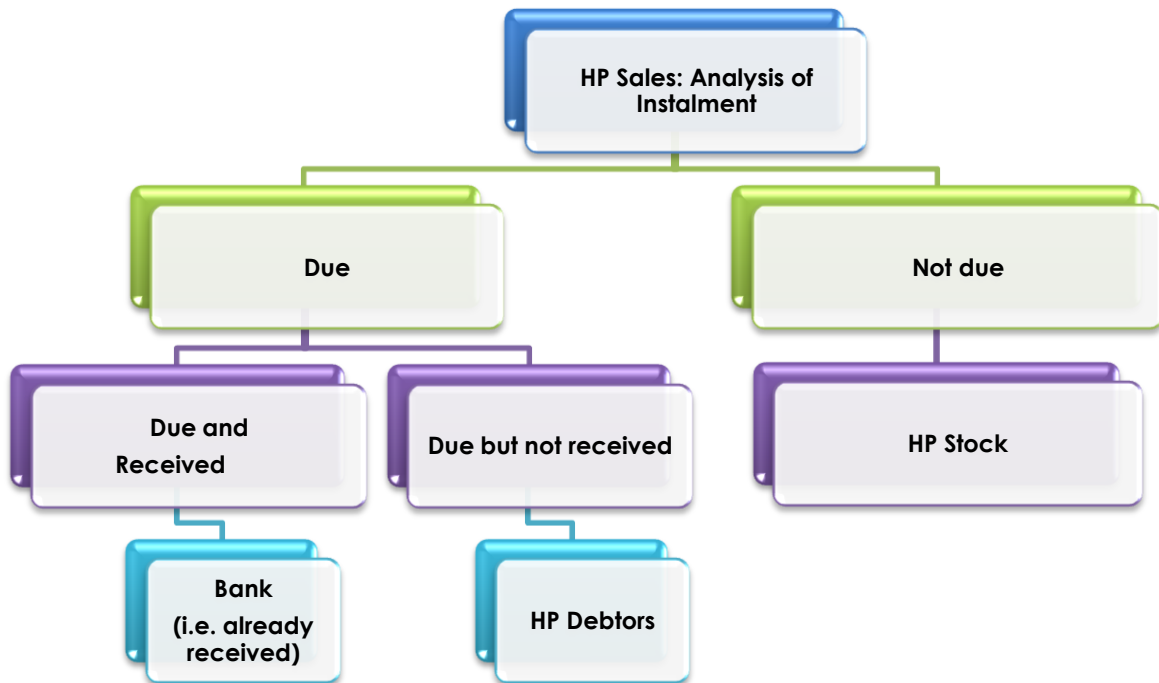 HP Sales: Analysis of
Instalment
Due
Not due
Due and
Received
Due but not received
HP Stock
Bank
(i.e. already
received)
HP Debtors